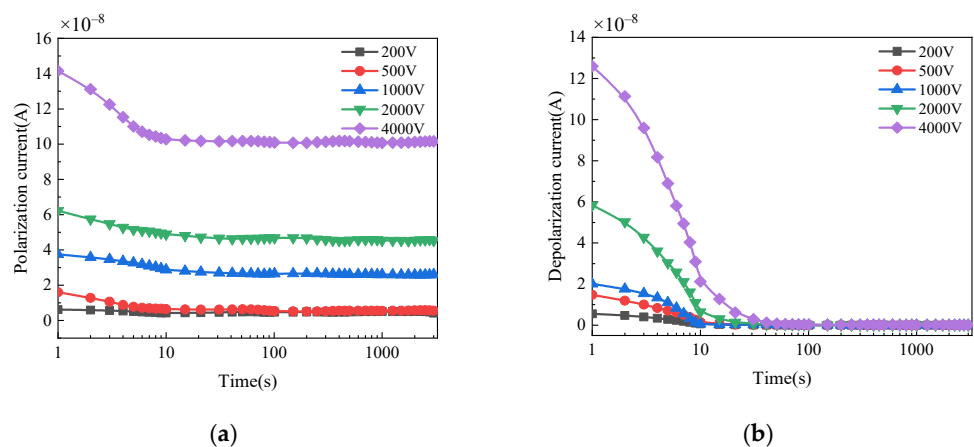 ×10⁻⁸
16
14
12
10
8
6
4
2
0
Polarization current(A)
200V
500V
1000V
2000V
4000V
1
10
100
1000
Time(s)
(a)
×10⁻⁸
14
12
10
8
6
4
2
0
Depolarization current(A)
200V
500V
1000V
2000V
4000V
1
10
100
1000
Time(s)
(b)